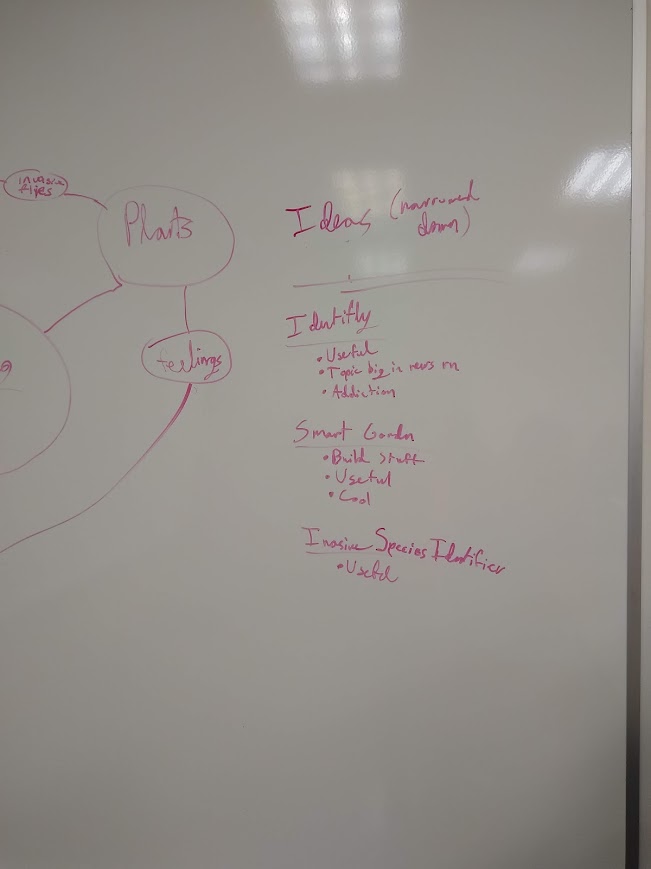 invasive
flies
Plants
feelings
Ideas (narrowed
down)
Identifly
• Useful
• Topic big in news rn
• Addiction
Smart Garden
• Build stuff
• Useful
• Cool
Invasive Species Identifier
• Useful